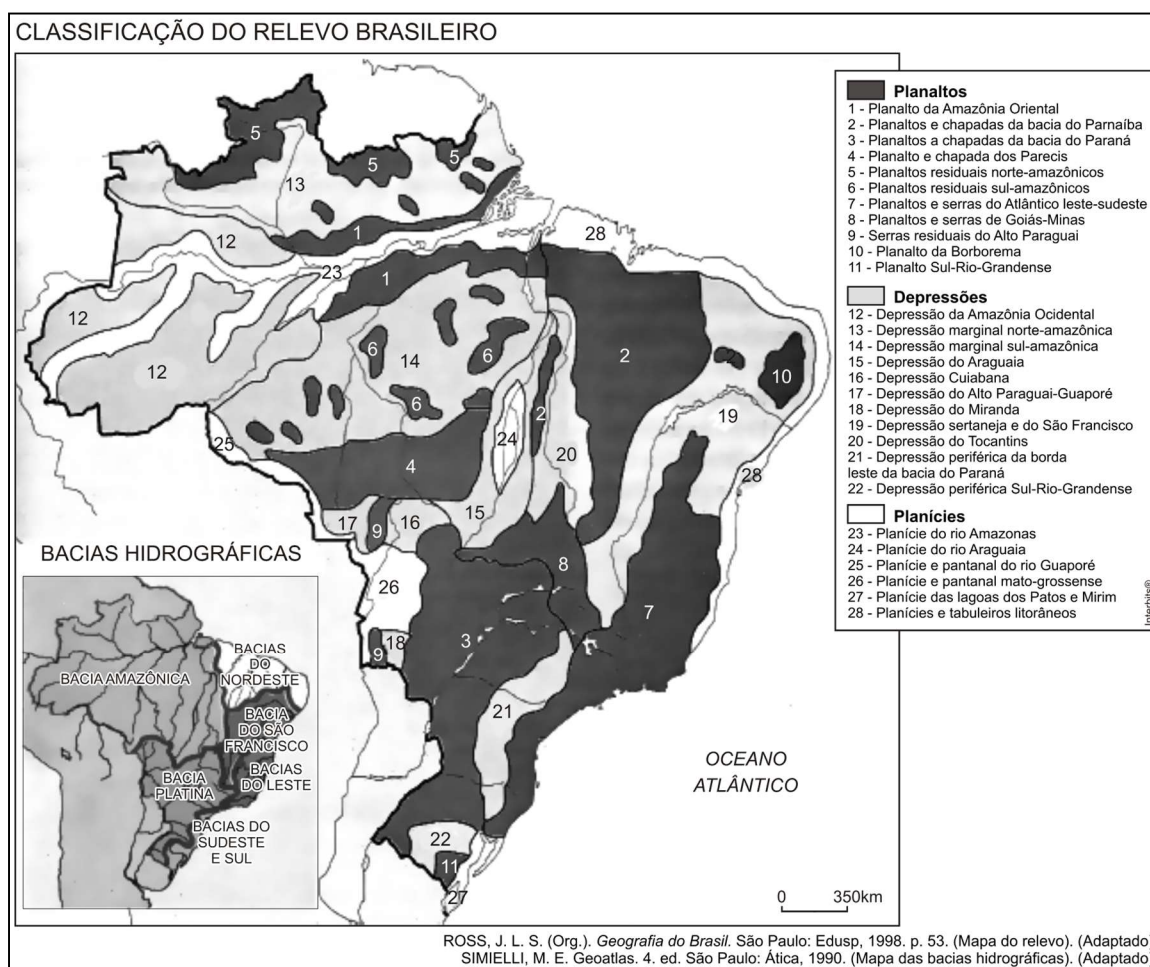 CLASSIFICAÇÃO DO RELEVO BRASILEIRO
5
5
5
13
1
12
28
23
1
12
12
6
14
6
6
2
10
2
19
25
24
20
4
28
17
9
16
15
8
26
7
3
9
18
21
22
11
27
OCEANO
ATLÂNTICO
0 350km
BACIAS HIDROGRÁFICAS
BACIA AMAZÔNICA
BACIAS
DO
NORDESTE
BACIA
DO SÃO
FRANCISCO
BACIAS
DO LESTE
BACIA
PLATINA
BACIAS DO
SUDESTE
E SUL
Planaltos
1 - Planalto da Amazônia Oriental
2 - Planaltos e chapadas da bacia do Parnaíba
3 - Planaltos a chapadas da bacia do Paraná
4 - Planalto e chapada dos Parecis
5 - Planaltos residuais norte-amazônicos
6 - Planaltos residuais sul-amazônicos
7 - Planaltos e serras do Atlântico leste-sudeste
8 - Planaltos e serras de Goiás-Minas
9 - Serras residuais do Alto Paraguai
10 - Planalto da Borborema
11 - Planalto Sul-Rio-Grandense
Depressões
12 - Depressão da Amazônia Ocidental
13 - Depressão marginal norte-amazônica
14 - Depressão marginal sul-amazônica
15 - Depressão do Araguaia
16 - Depressão Cuiabana
17 - Depressão do Alto Paraguai-Guaporé
18 - Depressão do Miranda
19 - Depressão sertaneja e do São Francisco
20 - Depressão do Tocantins
21 - Depressão periférica da borda
leste da bacia do Paraná
22 - Depressão periférica Sul-Rio-Grandense
Planícies
23 - Planície do rio Amazonas
24 - Planície do rio Araguaia
25 - Planície e pantanal do rio Guaporé
26 - Planície e pantanal mato-grossense
27 - Planície das lagoas dos Patos e Mirim
28 - Planícies e tabuleiros litorâneos
Interbits®
ROSS, J. L. S. (Org.). Geografia do Brasil. São Paulo: Edusp, 1998. p. 53. (Mapa do relevo). (Adaptado)
SIMIELLI, M. E. Geoatlas. 4. ed. São Paulo: Ática, 1990. (Mapa das bacias hidrográficas). (Adaptado)